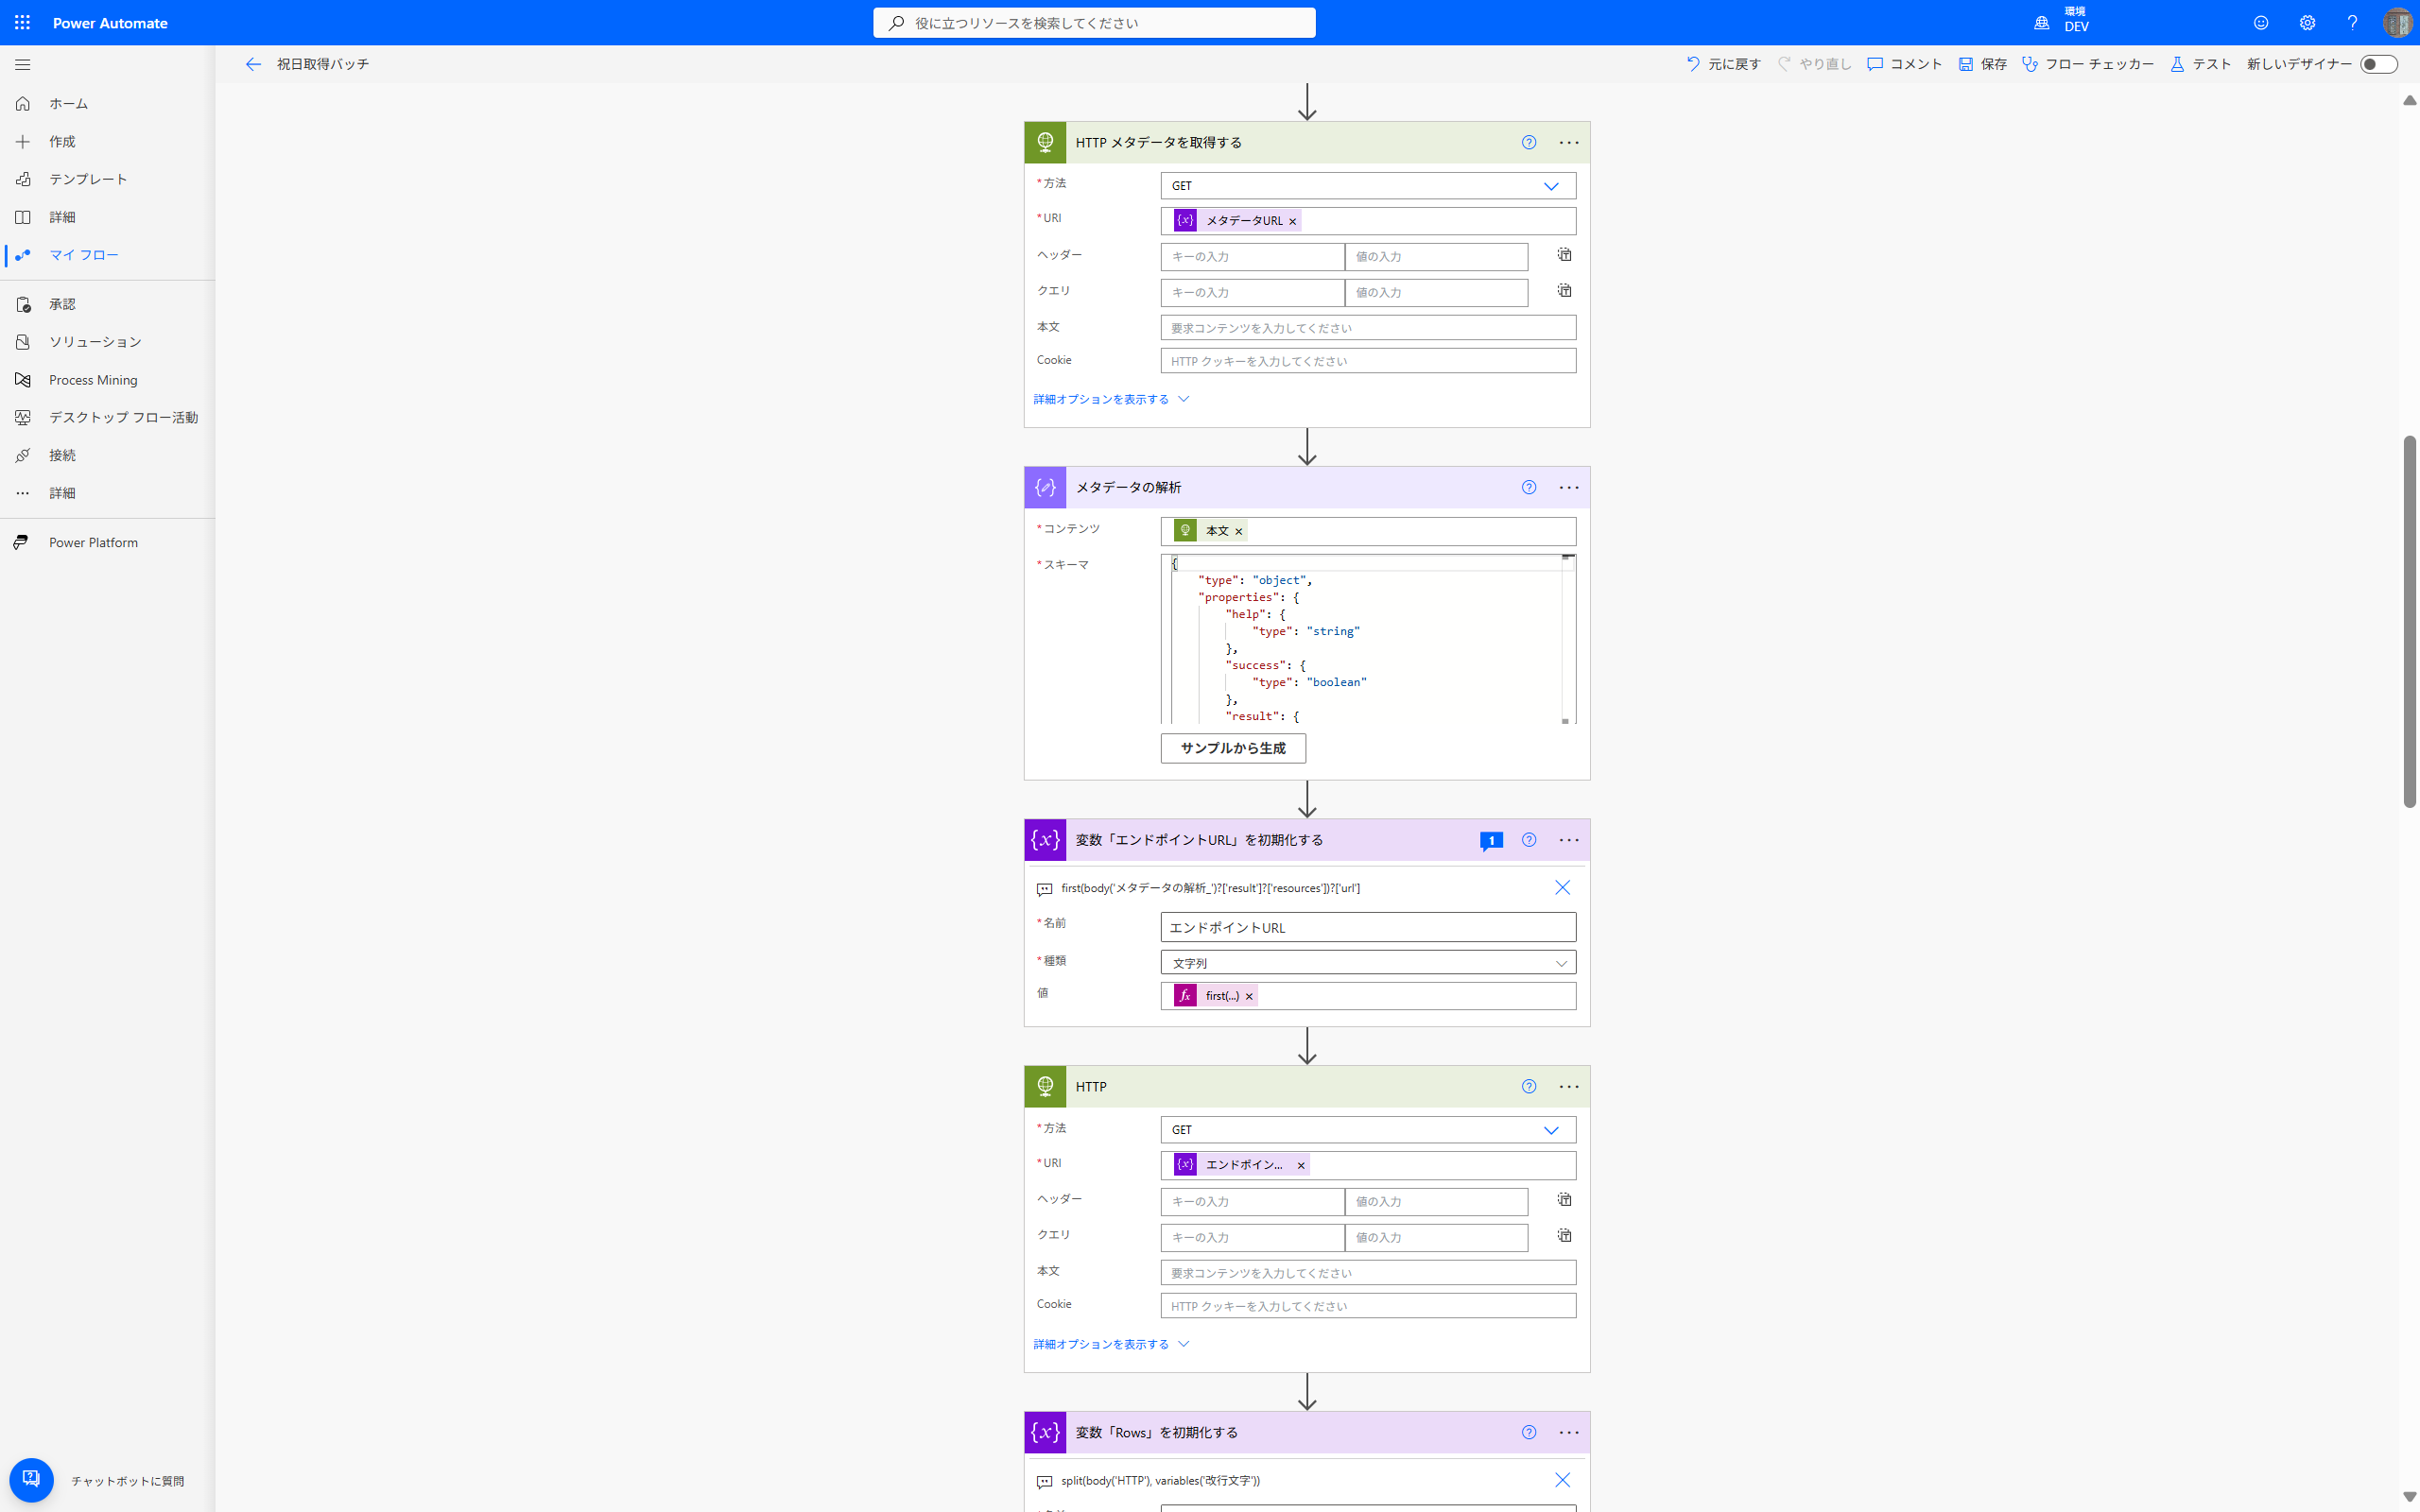 Power Automate
役に立つリソースを検索してください
環境
DEV
祝日取得バッチ
元に戻す
やり直し
コメント
保存
フロー チェッカー
テスト
新しいデザイナー
ホーム
作成
テンプレート
詳細
マイ フロー
承認
ソリューション
Process Mining
デスクトップ フロー活動
接続
詳細
Power Platform
チャットボットに質問
HTTP メタデータを取得する
*方法
GET
*URI
{x} メタデータURL ×
ヘッダー
キーの入力
値の入力
クエリ
キーの入力
値の入力
本文
要求コンテンツを入力してください
Cookie
HTTP クッキーを入力してください
詳細オプションを表示する
メタデータの解析
*コンテンツ
本文 ×
*スキーマ
{
"type": "object",
"properties": {
"help": {
"type": "string"
},
"success": {
"type": "boolean"
},
"result": {
サンプルから生成
{x} 変数「エンドポイントURL」を初期化する
1
first(body('メタデータの解析_')?['result']?['resources'])?['url']
*名前
エンドポイントURL
*種類
文字列
値
fx first(...) ×
HTTP
*方法
GET
*URI
{x} エンドポイン... ×
ヘッダー
キーの入力
値の入力
クエリ
キーの入力
値の入力
本文
要求コンテンツを入力してください
Cookie
HTTP クッキーを入力してください
詳細オプションを表示する
{x} 変数「Rows」を初期化する
split(body('HTTP'), variables('改行文字'))